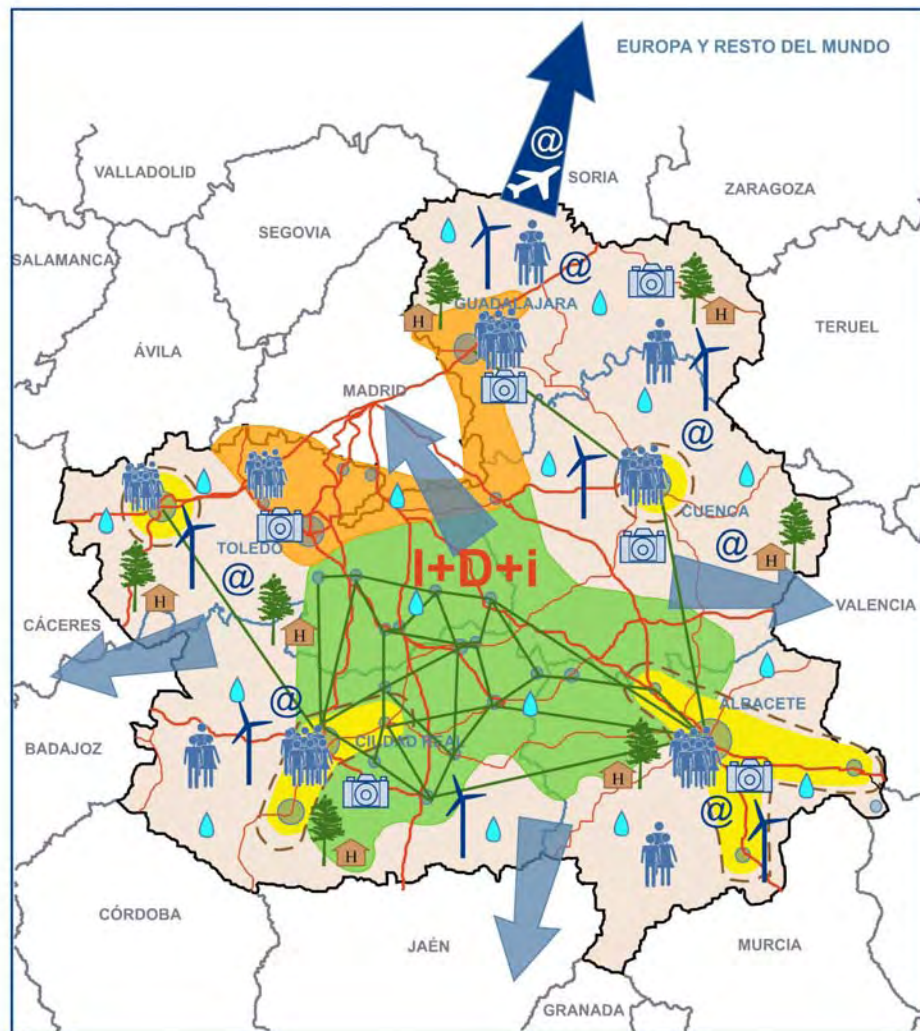 EUROPA Y RESTO DEL MUNDO
@
VALLADOLID
SORIA
ZARAGOZA
SEGOVIA
SALAMANCA
@
GUADALAJARA
H
H
TERUEL
ÁVILA
MADRID
@
CUENCA
TOLEDO
@
I+D+i
H
H
VALENCIA
CÁCERES
H
@
ALBACETE
BADAJOZ
CIUDAD REAL
H
@
H
CÓRDOBA
JAÉN
MURCIA
GRANADA